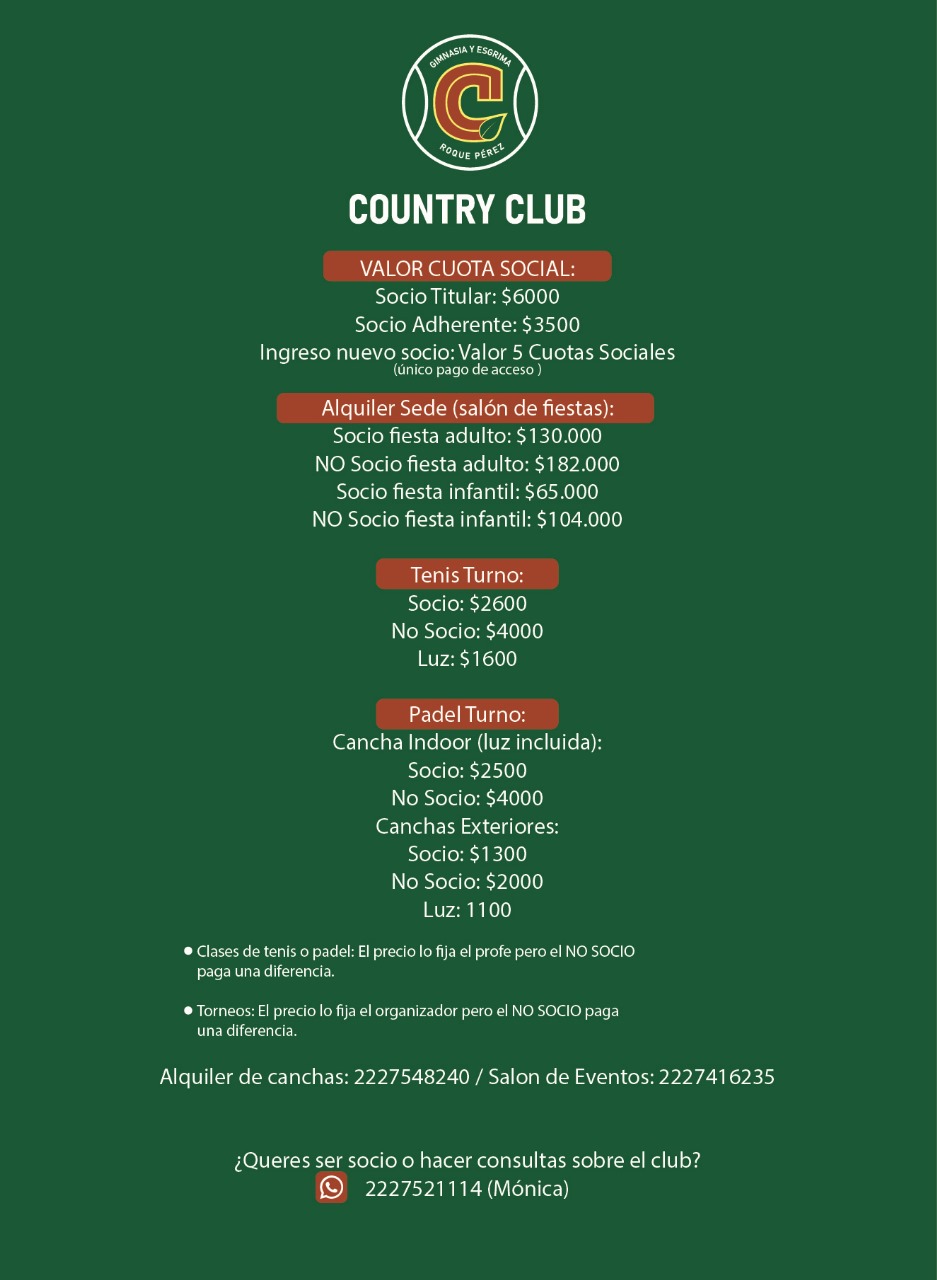 GIMNASIA Y ESGRIMA
ROQUE PÉREZ
COUNTRY CLUB
VALOR CUOTA SOCIAL:
Socio Titular: $6000
Socio Adherente: $3500
Ingreso nuevo socio: Valor 5 Cuotas Sociales
(único pago de acceso )
Alquiler Sede (salón de fiestas):
Socio fiesta adulto: $130.000
NO Socio fiesta adulto: $182.000
Socio fiesta infantil: $65.000
NO Socio fiesta infantil: $104.000
Tenis Turno:
Socio: $2600
No Socio: $4000
Luz: $1600
Padel Turno:
Cancha Indoor (luz incluida):
Socio: $2500
No Socio: $4000
Canchas Exteriores:
Socio: $1300
No Socio: $2000
Luz: 1100
● Clases de tenis o padel: El precio lo fija el profe pero el NO SOCIO
paga una diferencia.
● Torneos: El precio lo fija el organizador pero el NO SOCIO paga
una diferencia.
Alquiler de canchas: 2227548240 / Salon de Eventos: 2227416235
¿Queres ser socio o hacer consultas sobre el club?
2227521114 (Mónica)